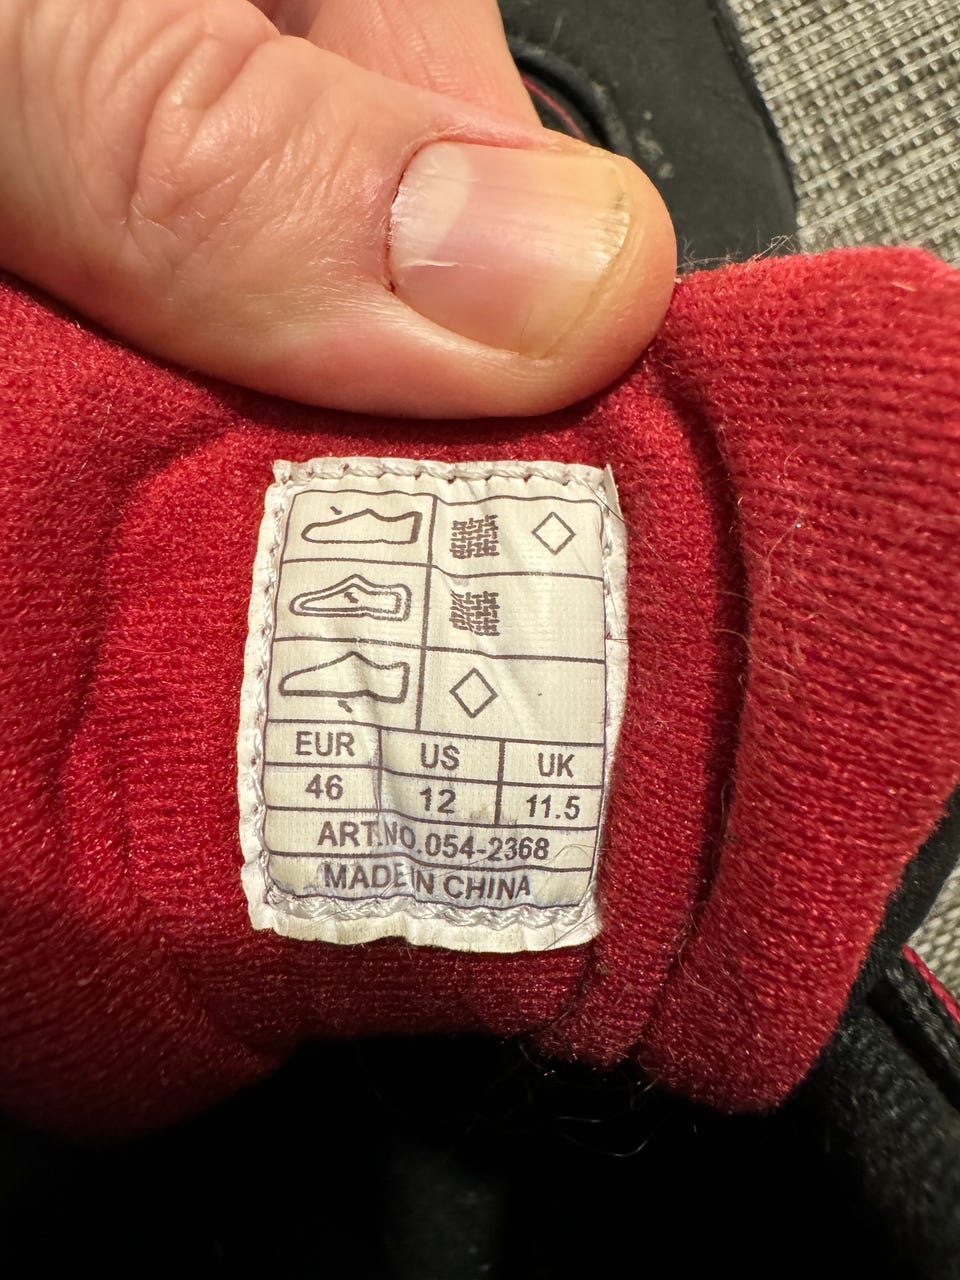 EUR US UK
46 12 11.5
ART.NO.054-2368
MADE IN CHINA